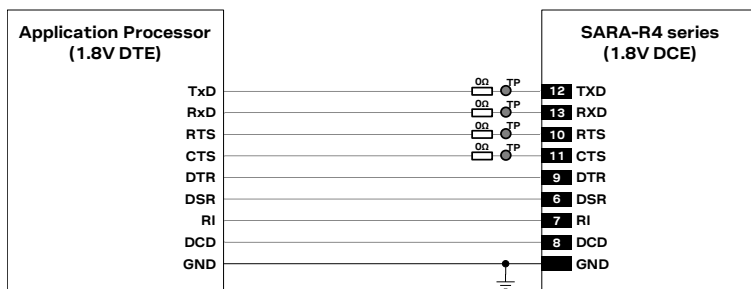 Application Processor
(1.8V DTE)
SARA-R4 series
(1.8V DCE)
TxD 0Ω TP 12 TXD
RxD 0Ω TP 13 RXD
RTS 0Ω TP 10 RTS
CTS 0Ω TP 11 CTS
DTR 9 DTR
DSR 6 DSR
RI 7 RI
DCD 8 DCD
GND GND